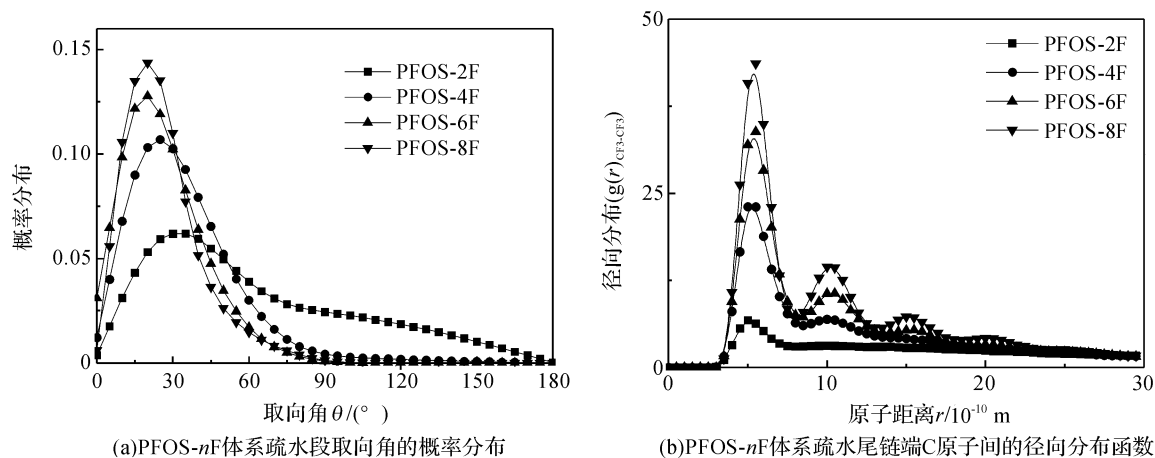 0.15
0.10
0.05
0
概率分布
PFOS-2F
PFOS-4F
PFOS-6F
PFOS-8F
0
30
60
90
120
150
180
取向角θ/(°)
(a)PFOS-nF体系疏水段取向角的概率分布
50
25
0
径向分布(g(r)CF3-CF3)
PFOS-2F
PFOS-4F
PFOS-6F
PFOS-8F
0
10
20
30
原子距离r/10-10 m
(b)PFOS-nF体系疏水尾链端C原子间的径向分布函数